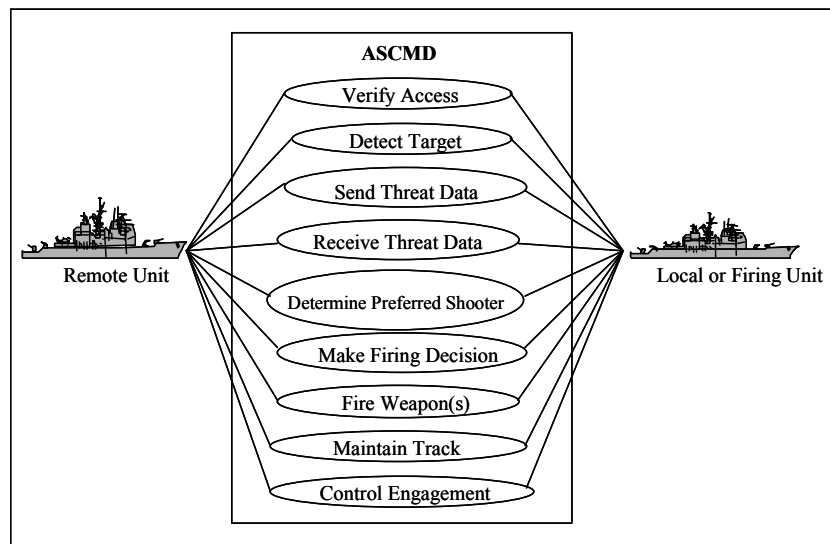 ASCMD
Verify Access
Detect Target
Send Threat Data
Receive Threat Data
Remote Unit
Local or Firing Unit
Determine Preferred Shooter
Make Firing Decision
Fire Weapon(s)
Maintain Track
Control Engagement